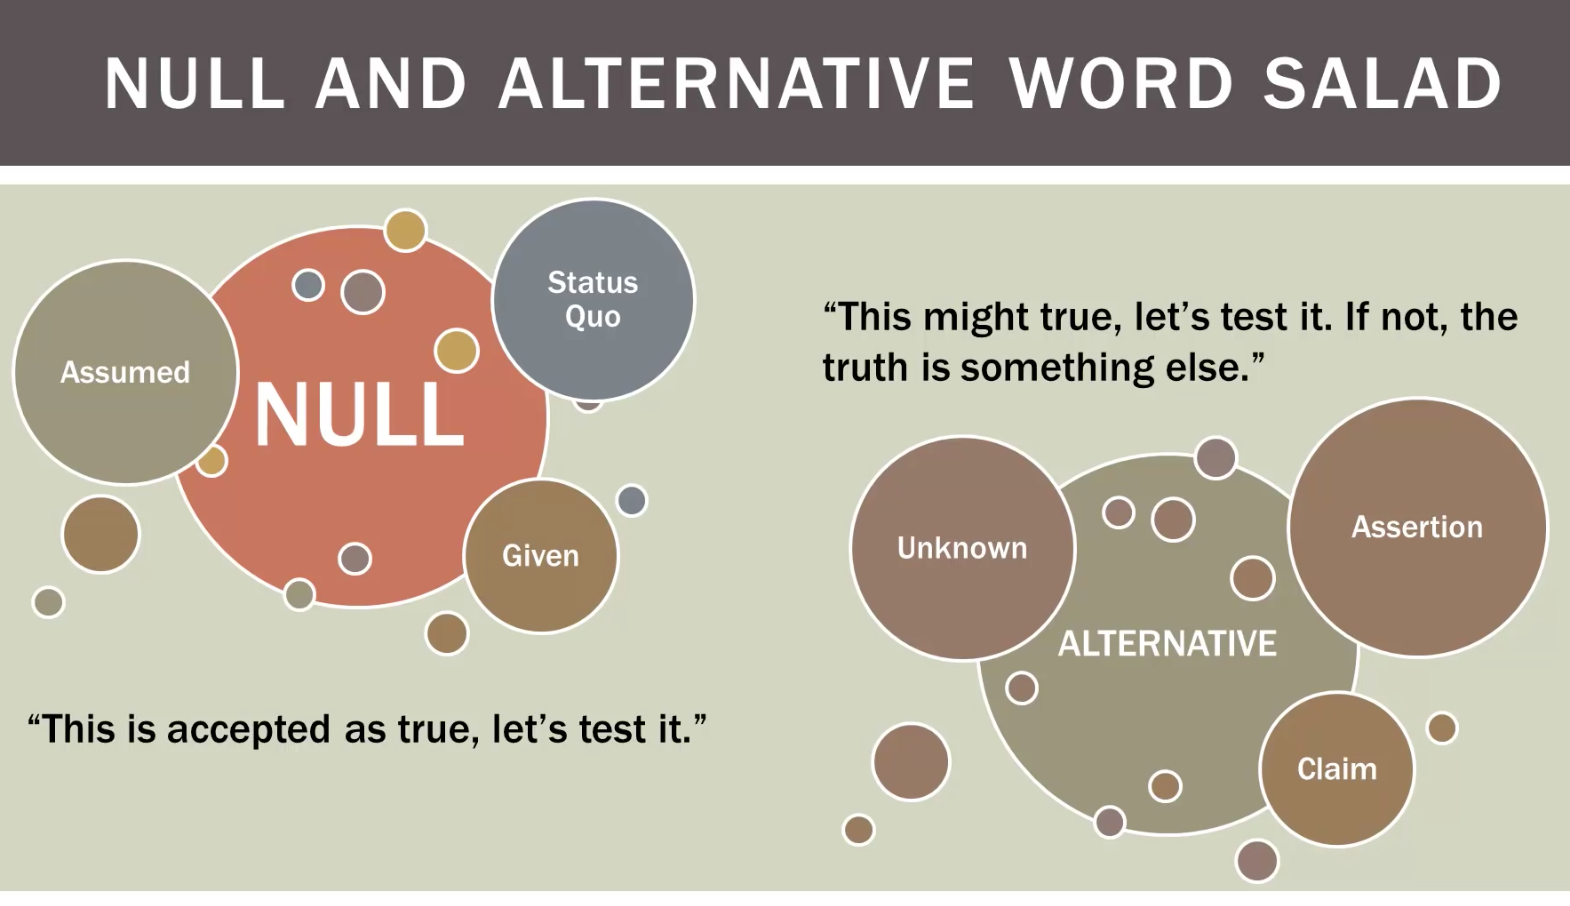 NULL AND ALTERNATIVE WORD SALAD
Assumed
NULL
Status
Quo
Given
“This is accepted as true, let’s test it.”
“This might true, let’s test it. If not, the
truth is something else.”
Unknown
ALTERNATIVE
Assertion
Claim